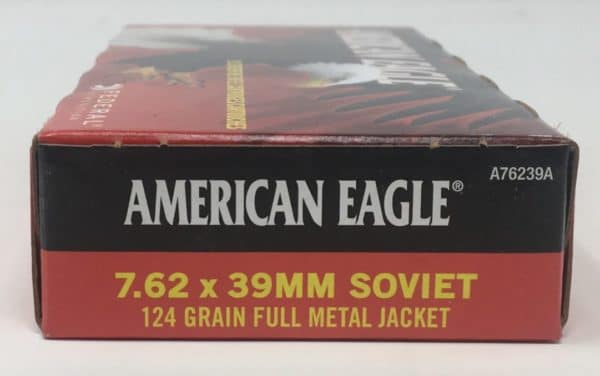 FEDERAL
AMERICAN EAGLE®
A76239A
7.62 x 39MM SOVIET
124 GRAIN FULL METAL JACKET